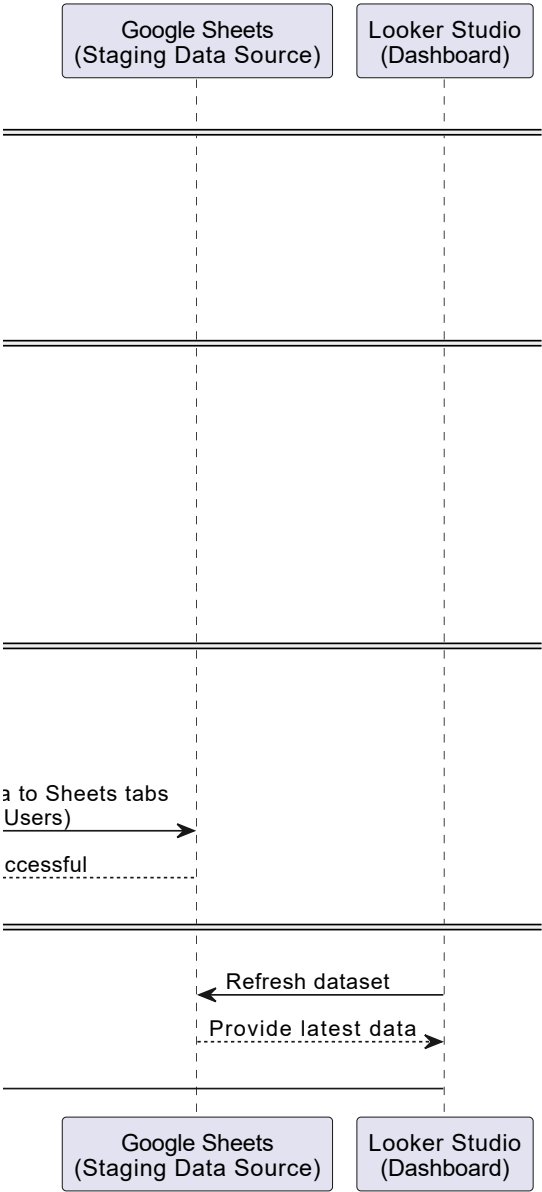 Google Sheets
(Staging Data Source)
Looker Studio
(Dashboard)
to Sheets tabs
Users)
Refresh dataset
Provide latest data
Google Sheets
(Staging Data Source)
Looker Studio
(Dashboard)